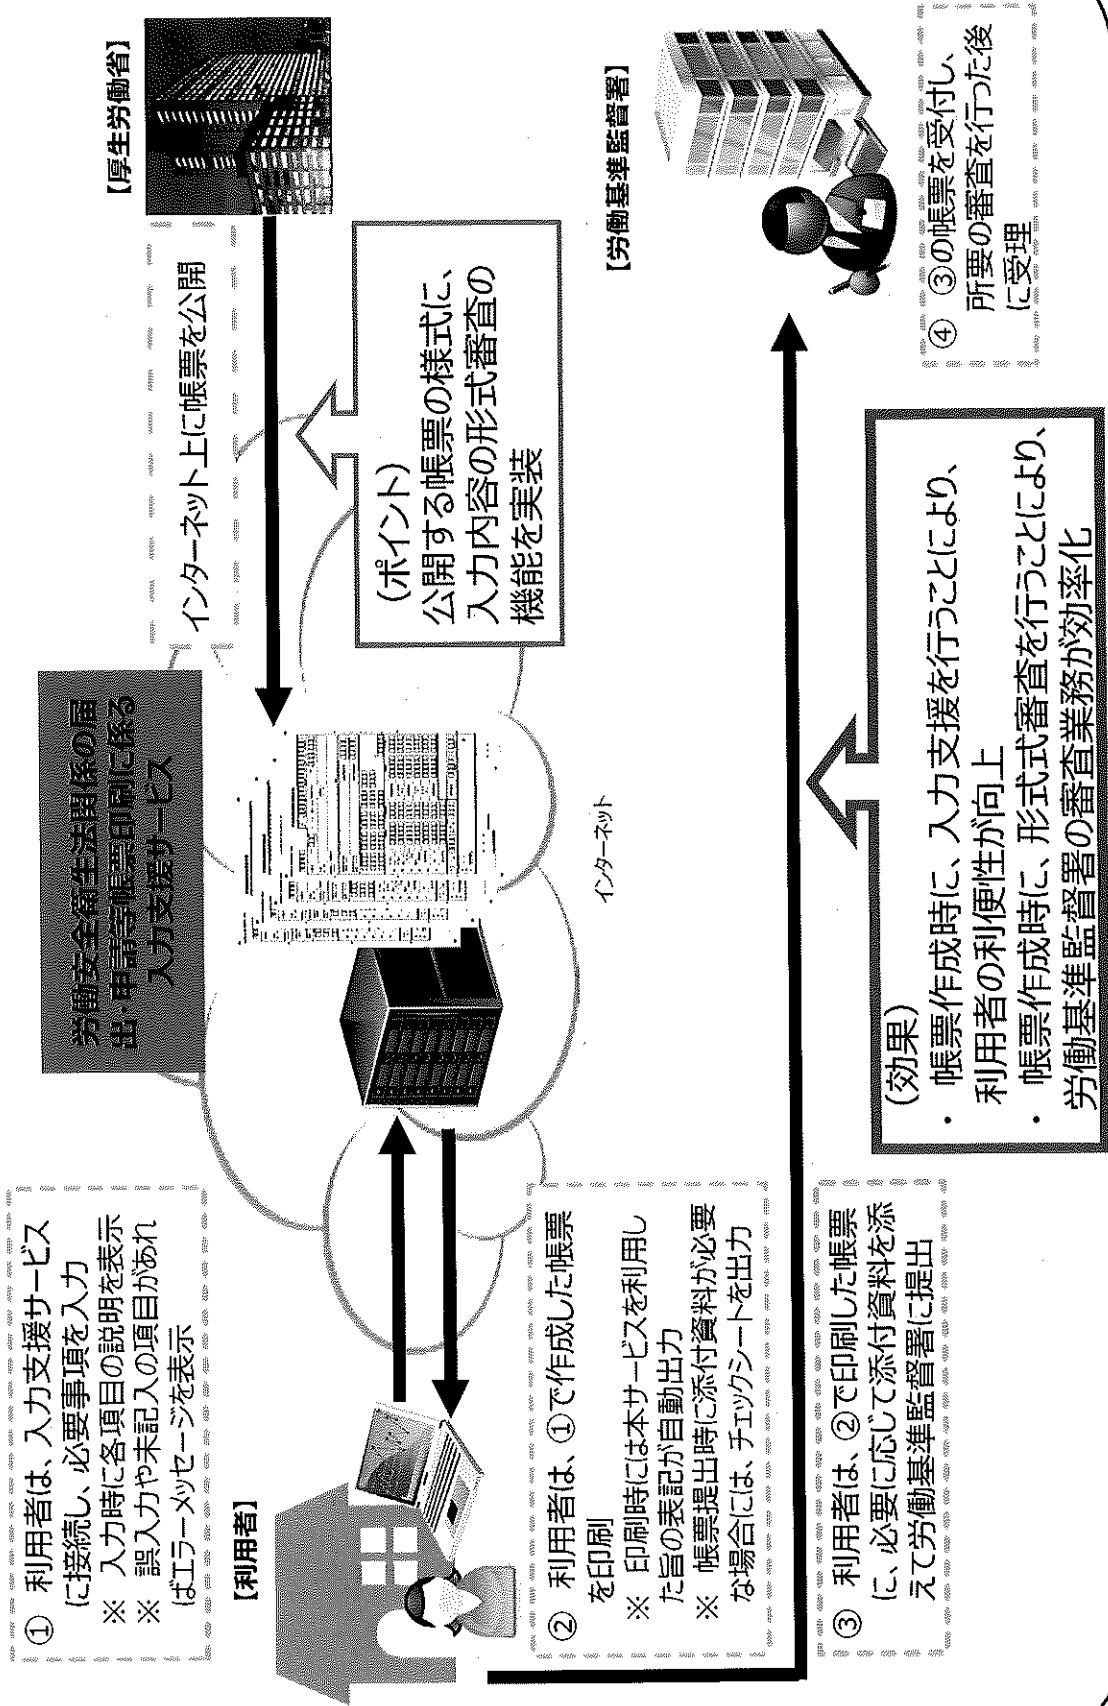 労働安全衛生法関係の届
出・申請等帳票印刷に係る
入力支援サービス
① 利用者は、入力支援サービス
に接続し、必要事項を入力
※ 入力時に各項目の説明を表示
※ 誤入力や未記入の項目があれ
ばエラーメッセージを表示
インターネット上に帳票を公開
【厚生労働省】
(ポイント)
公開する帳票の様式に、
入力内容の形式審査の
機能を実装
【利用者】
インターネット
② 利用者は、①で作成した帳票
を印刷
※ 印刷時には本サービスを利用し
た旨の表記が自動出力
※ 帳票提出時に添付資料が必要
な場合には、チェックシートを出力
【労働基準監督署】
③ 利用者は、②で印刷した帳票
に、必要に応じて添付資料を添
えて労働基準監督署に提出
④ ③の帳票を受付し、
所要の審査を行った後
に受理
(効果)
・ 帳票作成時に、入力支援を行うことにより、
利用者の利便性が向上
・ 帳票作成時に、形式式審査を行うことにより、
労働基準監督署の審査業務が効率化